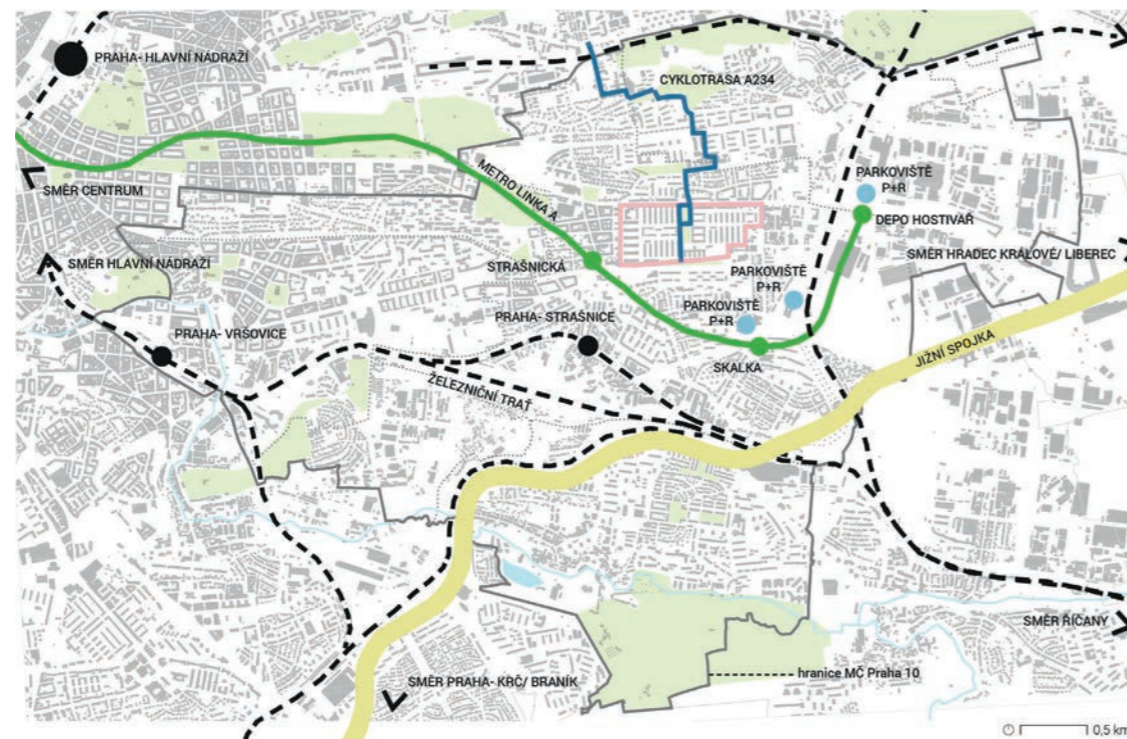 PRAHA- HLAVNÍ NÁDRAŽÍ
CYKLOTRASA A234
METRO LINKA A
SMĚR CENTRUM
PARKOVIŠTĚ
P+R
DEPO HOSTIVAŘ
SMĚR HLAVNÍ NÁDRAŽÍ
STRAŠNICKÁ
SMĚR HRADEC KRÁLOVÉ/ LIBEREC
PARKOVIŠTĚ
P+R
PARKOVIŠTĚ
P+R
PRAHA- STRAŠNICE
PRAHA- VRŠOVICE
SKALKA
JIŽNÍ SPOJKA
ŽELEZNIČNÍ TRAŤ
SMĚR ŘÍČANY
hranice MČ Praha 10
SMĚR PRAHA- KRČ/ BRANÍK
0,5 km